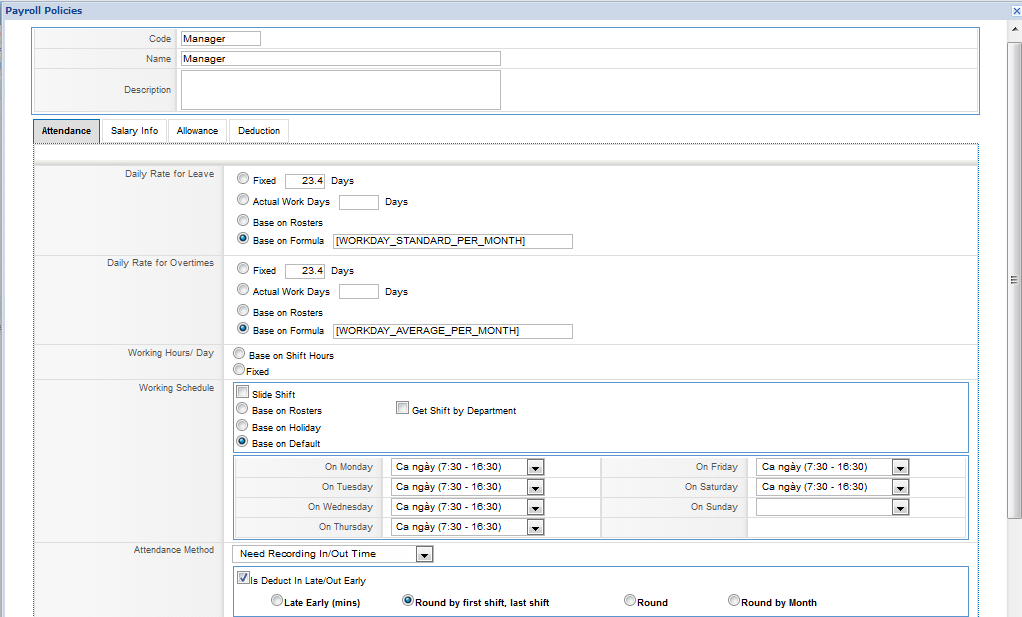 Payroll Policies
Code Manager
Name Manager
Description
Attendance Salary Info Allowance Deduction
Daily Rate for Leave
Fixed 23.4 Days
Actual Work Days Days
Base on Rosters
Base on Formula [WORKDAY_STANDARD_PER_MONTH]
Daily Rate for Overtimes
Fixed 23.4 Days
Actual Work Days Days
Base on Rosters
Base on Formula [WORKDAY_AVERAGE_PER_MONTH]
Working Hours/ Day
Base on Shift Hours
Fixed
Working Schedule
Slide Shift
Base on Rosters Get Shift by Department
Base on Holiday
Base on Default
On Monday Ca ngày (7:30 - 16:30) On Friday Ca ngày (7:30 - 16:30)
On Tuesday Ca ngày (7:30 - 16:30) On Saturday Ca ngày (7:30 - 16:30)
On Wednesday Ca ngày (7:30 - 16:30) On Sunday
On Thursday Ca ngày (7:30 - 16:30)
Attendance Method Need Recording In/Out Time
Is Deduct In Late/Out Early
Late Early (mins) Round by first shift, last shift Round Round by Month